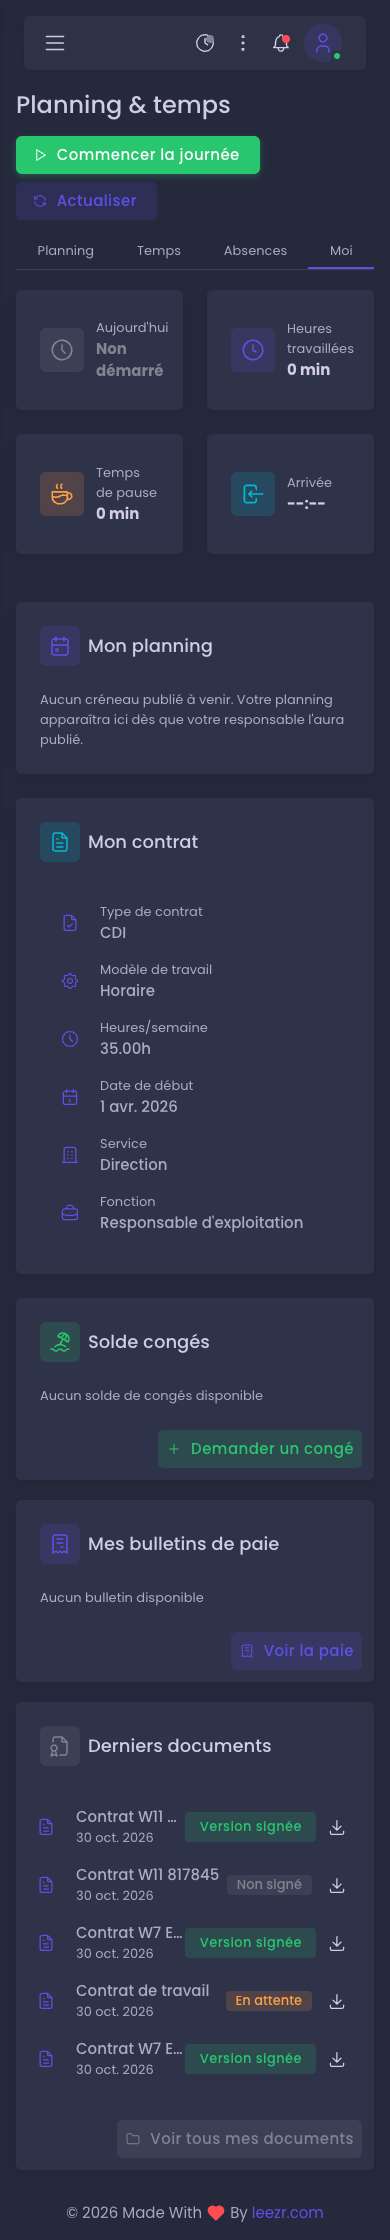 Planning & temps
Commencer la journée
Actualiser
Planning Temps Absences Moi
Aujourd'hui
Non
démarré
Heures
travaillées
0 min
Temps
de pause
0 min
Arrivée
--:--
Mon planning
Aucun créneau publié à venir. Votre planning
apparaîtra ici dès que votre responsable l'aura
publié.
Mon contrat
Type de contrat
CDI
Modèle de travail
Horaire
Heures/semaine
35.00h
Date de début
1 avr. 2026
Service
Direction
Fonction
Responsable d'exploitation
Solde congés
Aucun solde de congés disponible
Demander un congé
Mes bulletins de paie
Aucun bulletin disponible
Voir la paie
Derniers documents
Contrat W11 ... Version signée
30 oct. 2026
Contrat W11 817845 Non signé
30 oct. 2026
Contrat W7 E... Version signée
30 oct. 2026
Contrat de travail En attente
30 oct. 2026
Contrat W7 E... Version signée
30 oct. 2026
Voir tous mes documents
© 2026 Made With ❤ By leezr.com